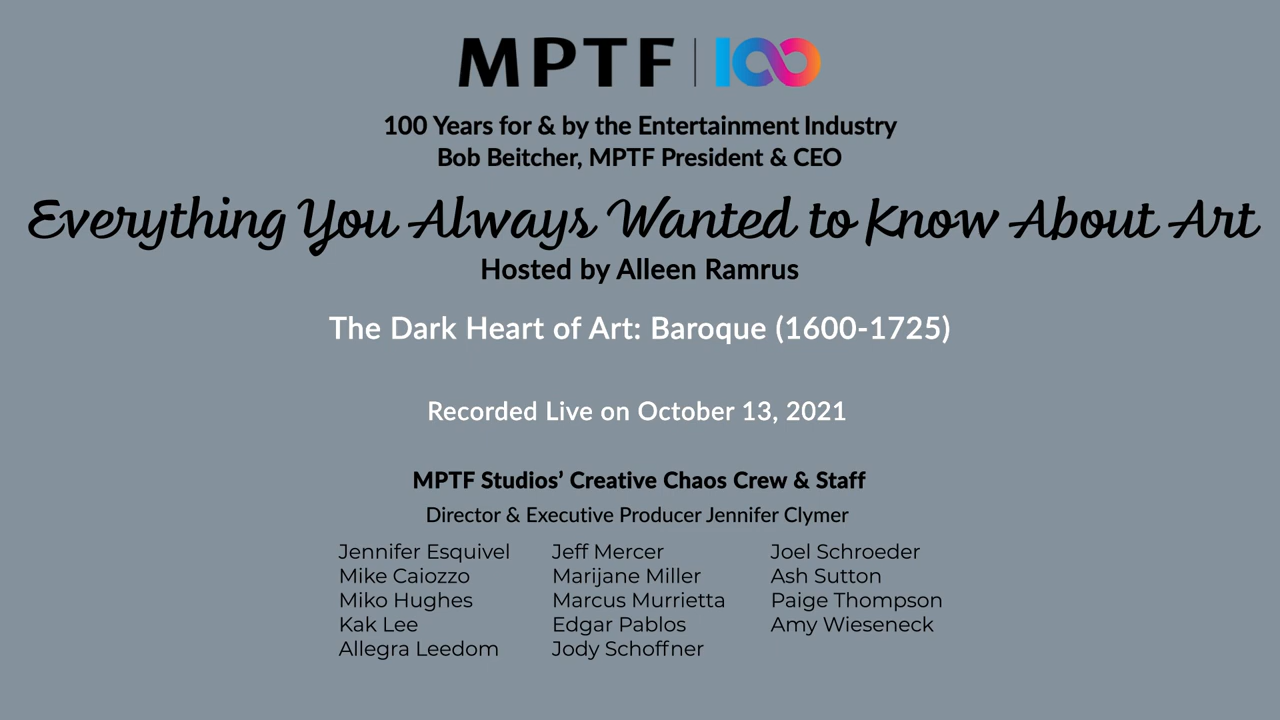 MPTF | 100
100 Years for & by the Entertainment Industry
Bob Beitcher, MPTF President & CEO
Everything You Always Wanted to Know About Art
Hosted by Alleen Ramrus
The Dark Heart of Art: Baroque (1600-1725)
Recorded Live on October 13, 2021
MPTF Studios’ Creative Chaos Crew & Staff
Director & Executive Producer Jennifer Clymer
Jennifer Esquivel
Mike Caiozzo
Miko Hughes
Kak Lee
Allegra Leedom
Jeff Mercer
Marijane Miller
Marcus Murrietta
Edgar Pablos
Jody Schoffner
Joel Schroeder
Ash Sutton
Paige Thompson
Amy Wieseneck